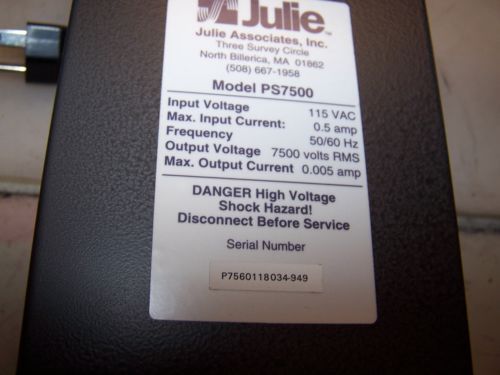 Julie™
Julie Associates, Inc.
Three Survey Circle
North Billerica, MA 01862
(508) 667-1958
Model PS7500
Input Voltage 115 VAC
Max. Input Current: 0.5 amp
Frequency 50/60 Hz
Output Voltage 7500 volts RMS
Max. Output Current 0.005 amp
DANGER High Voltage
Shock Hazard!
Disconnect Before Service
Serial Number
P7560118034-949